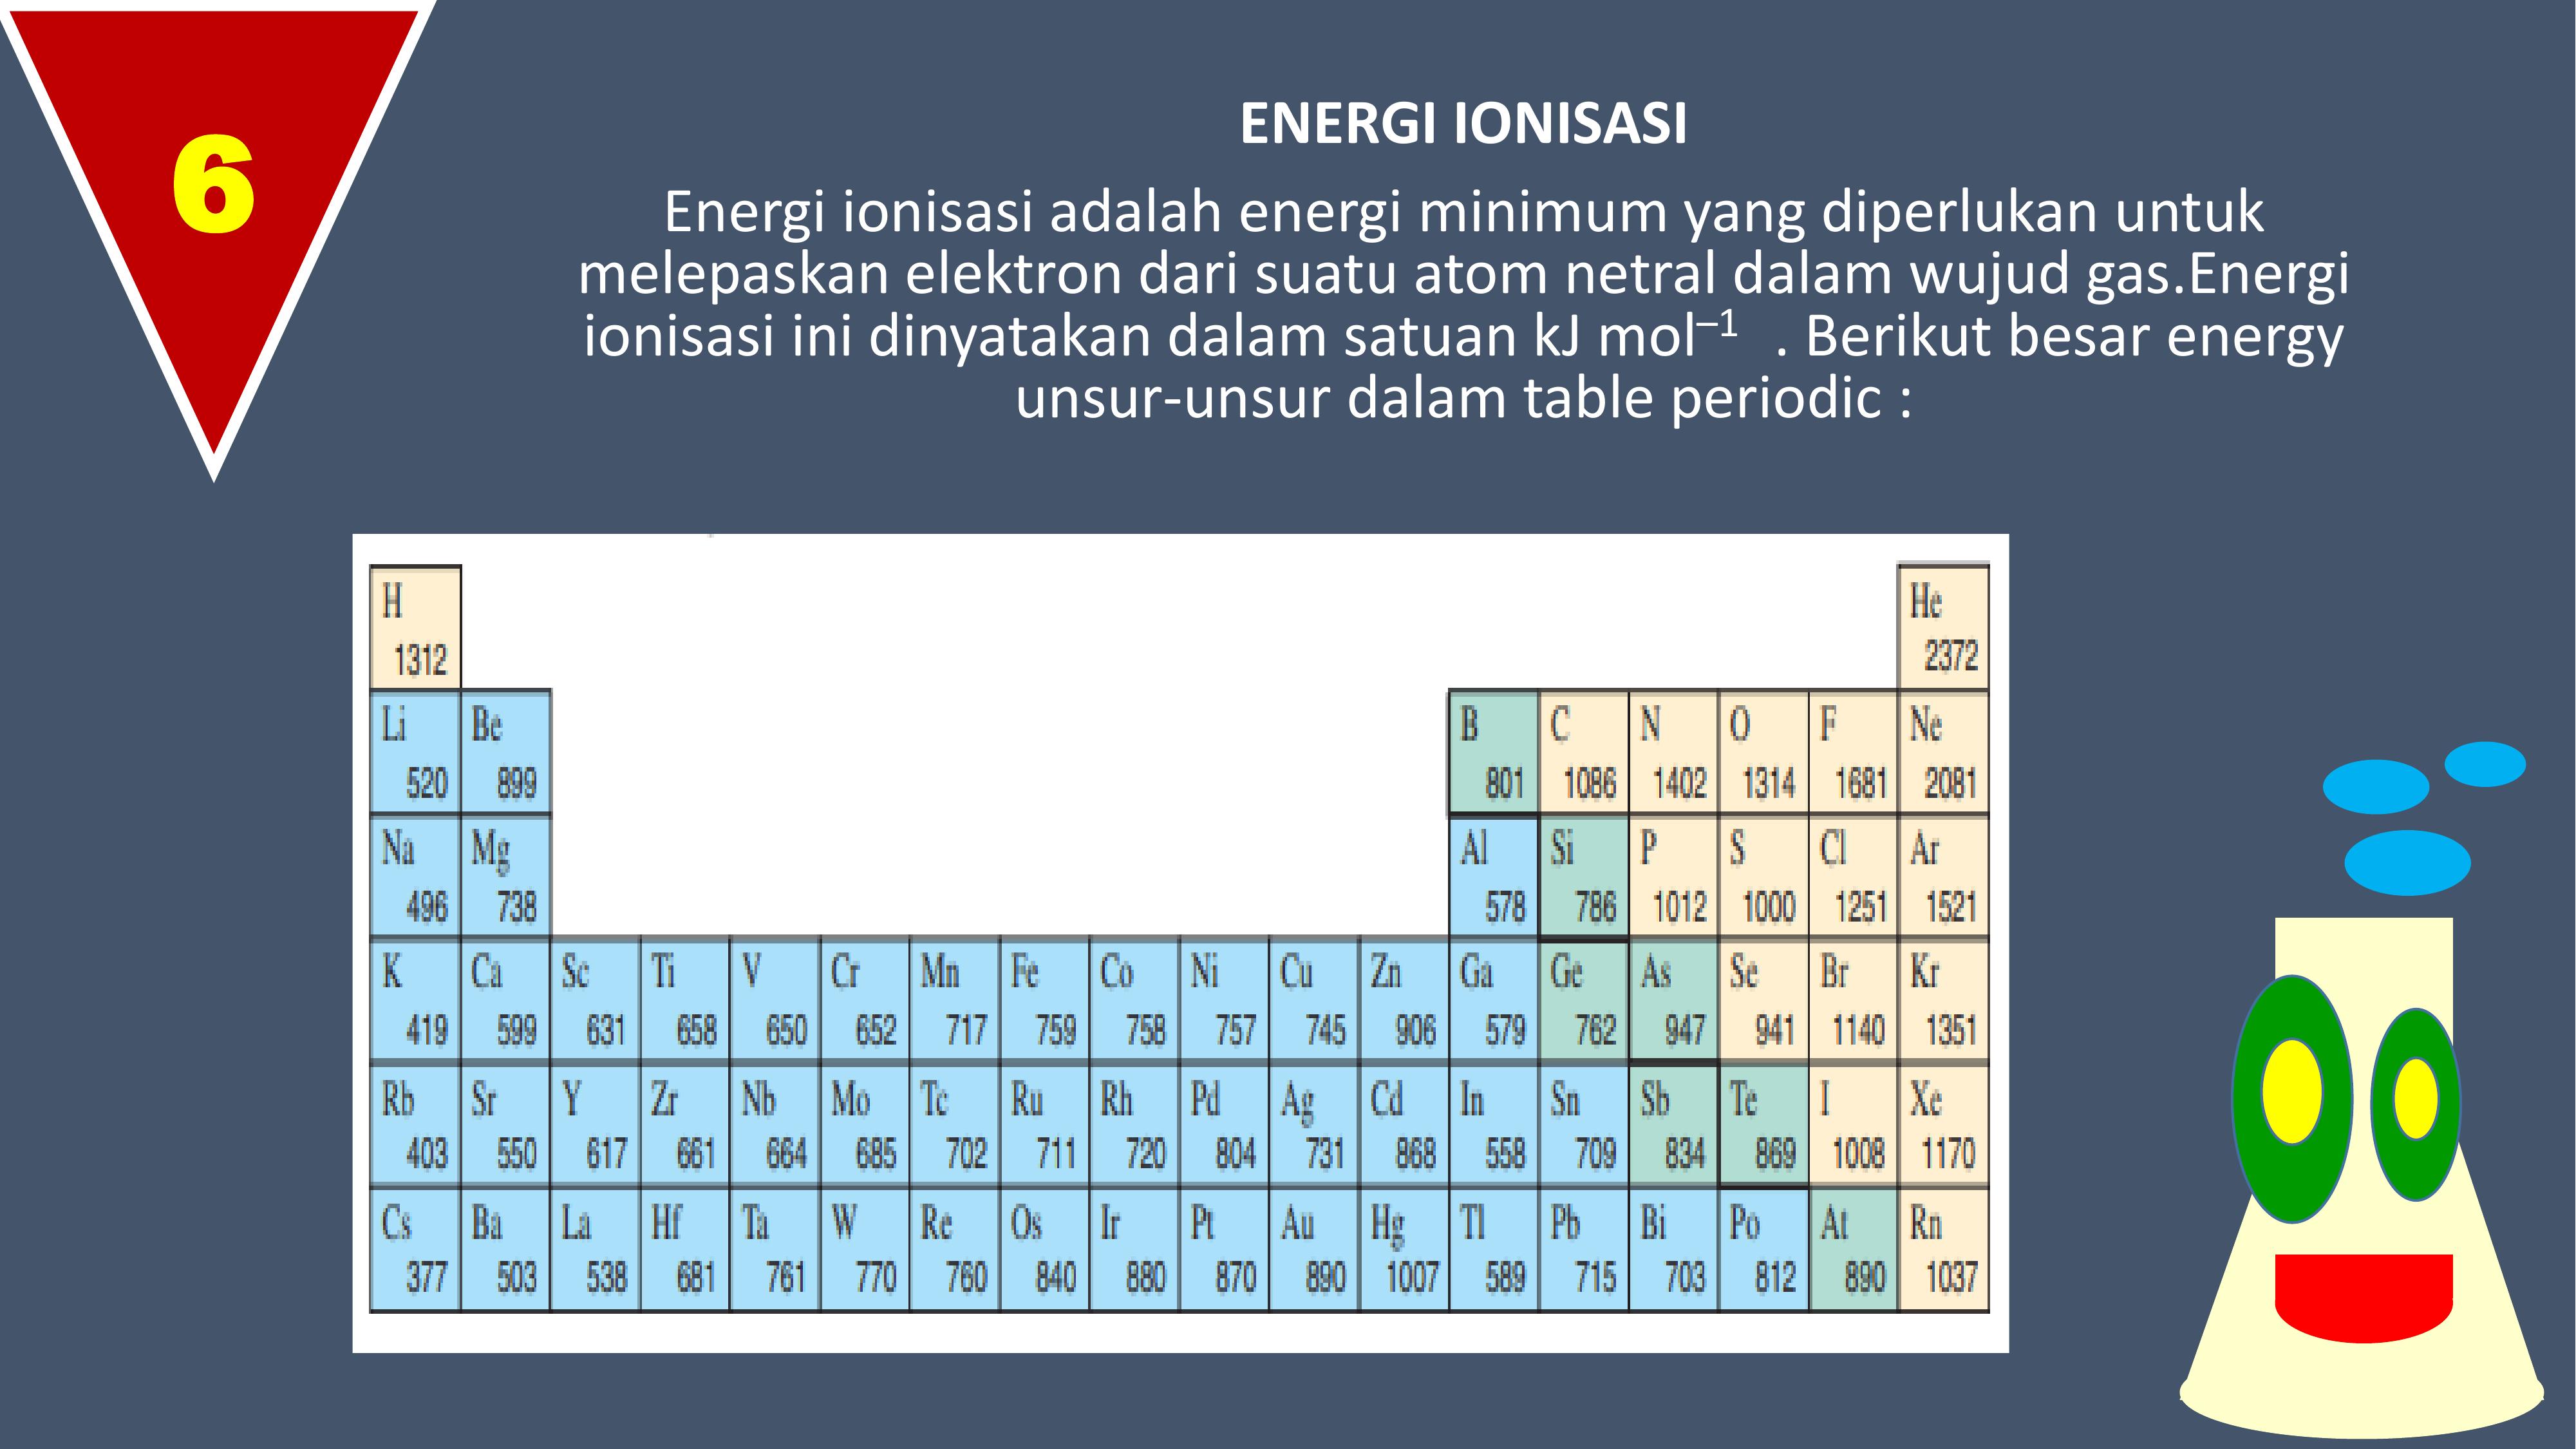 6
ENERGI IONISASI
Energi ionisasi adalah energi minimum yang diperlukan untuk
melepaskan elektron dari suatu atom netral dalam wujud gas.Energi
ionisasi ini dinyatakan dalam satuan kJ mol⁻¹ . Berikut besar energy
unsur-unsur dalam table periodic :
H He
1312 2372
Li Be B C N O F Ne
520 899 801 1086 1402 1314 1681 2081
Na Mg Al Si P S Cl Ar
496 738 578 786 1012 1000 1251 1521
K Ca Sc Ti V Cr Mn Fe Co Ni Cu Zn Ga Ge As Se Br Kr
419 599 631 658 650 652 717 759 758 757 745 906 579 762 947 941 1140 1351
Rb Sr Y Zr Nb Mo Tc Ru Rh Pd Ag Cd In Sn Sb Te I Xe
403 550 617 661 664 685 702 711 720 804 731 868 558 709 834 869 1008 1170
Cs Ba La Hf Ta W Re Os Ir Pt Au Hg Tl Pb Bi Po At Rn
377 503 538 681 761 770 760 840 880 870 890 1007 589 715 703 812 890 1037